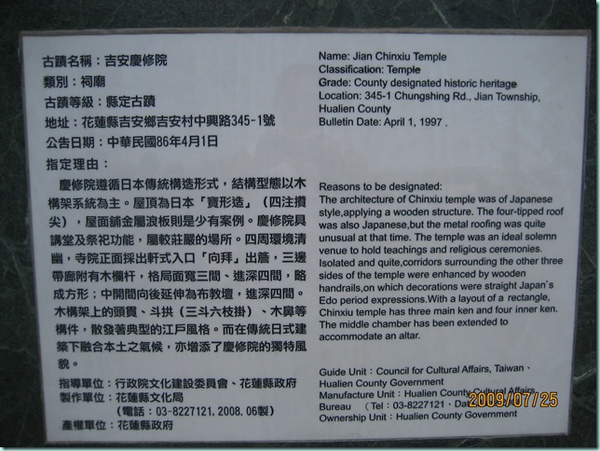 古蹟名稱：吉安慶修院
類別：祠廟
古蹟等級：縣定古蹟
地址：花蓮縣吉安鄉吉安村中興路345-1號
公告日期：中華民國86年4月1日
指定理由：
慶修院遵循日本傳統構造形式，結構型態以木
構架系統為主。屋頂為日本「寶形造」（四注攢
尖），屋面舖金屬浪板則是少有案例。慶修院具
講堂及祭祀功能，屬較莊嚴的場所。四周環境清
幽，寺院正面採出軒式入口「向拜」出簷，三邊
帶廊附有木欄杆，格局面寬三間、進深四間，略
成方形；中開間向後延伸為布教壇，進深四間。
木構架上的頭貫、斗拱（三斗六枝掛）、木鼻等
構件，散發著典型的江戶風格。而在傳統日式建
築下融合本土之氣候，亦增添了慶修院的獨特風
貌。
指導單位：行政院文化建設委員會、花蓮縣政府
製作單位：花蓮縣文化局
（電話：03-8227121,2008.06製）
產權單位：花蓮縣政府
Name: Jian Chinxiu Temple
Classification: Temple
Grade: County designated historic heritage
Location: 345-1 Chungshing Rd., Jian Township,
Hualien County
Bulletin Date: April 1, 1997 .
Reasons to be designated:
The architecture of Chinxiu temple was of Japanese
style,applying a wooden structure. The four-tipped roof
was also Japanese,but the metal roofing was quite
unusual at that time. The temple was an ideal solemn
venue to hold teachings and religious ceremonies.
Isolated and quite,corridors surrounding the other three
sides of the temple were enhanced by wooden
handrails,on which decorations were straight Japan's
Edo period expressions.With a layout of a rectangle,
Chinxiu temple has three main ken and four inner ken.
The middle chamber has been extended to
accommodate an altar.
Guide Unit：Council for Cultural Affairs, Taiwan、
Hualien County Government
Manufacture Unit：Hualien County Cultural Affairs
Bureau （Tel：03-8227121、
Ownership Unit：Hualien County Government
2009/07/25